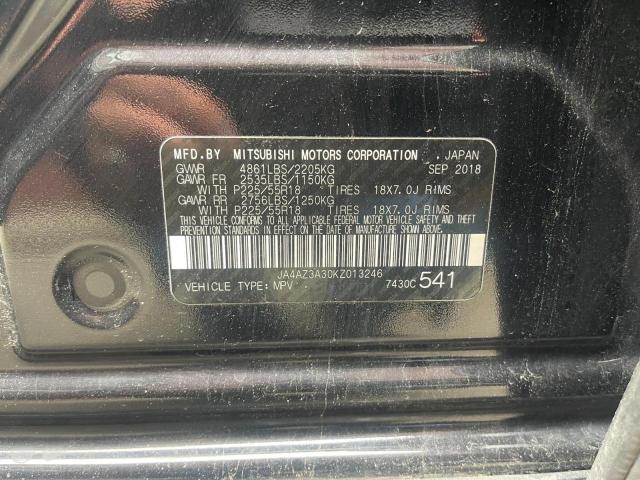 MFD.BY MITSUBISHI MOTORS CORPORATION . JAPAN
GVWR 4861LBS/2205KG SEP 2018
GAWR FR 2535LBS/1150KG
WITH P225/55R18 TIRES 18X7.0J RIMS
GAWR RR 2756LBS/1250KG
WITH P225/55R18 TIRES 18X7.0J RIMS
THIS VEHICLE CONFORMS TO ALL APPLICABLE FEDERAL MOTOR VEHICLE SAFETY AND THEFT
PREVENTION STANDARDS IN EFFECT ON THE DATE OF MANUFACTURE SHOWN ABOVE.
JA4AZ3A30KZ013246
VEHICLE TYPE: MPV 7430C 541